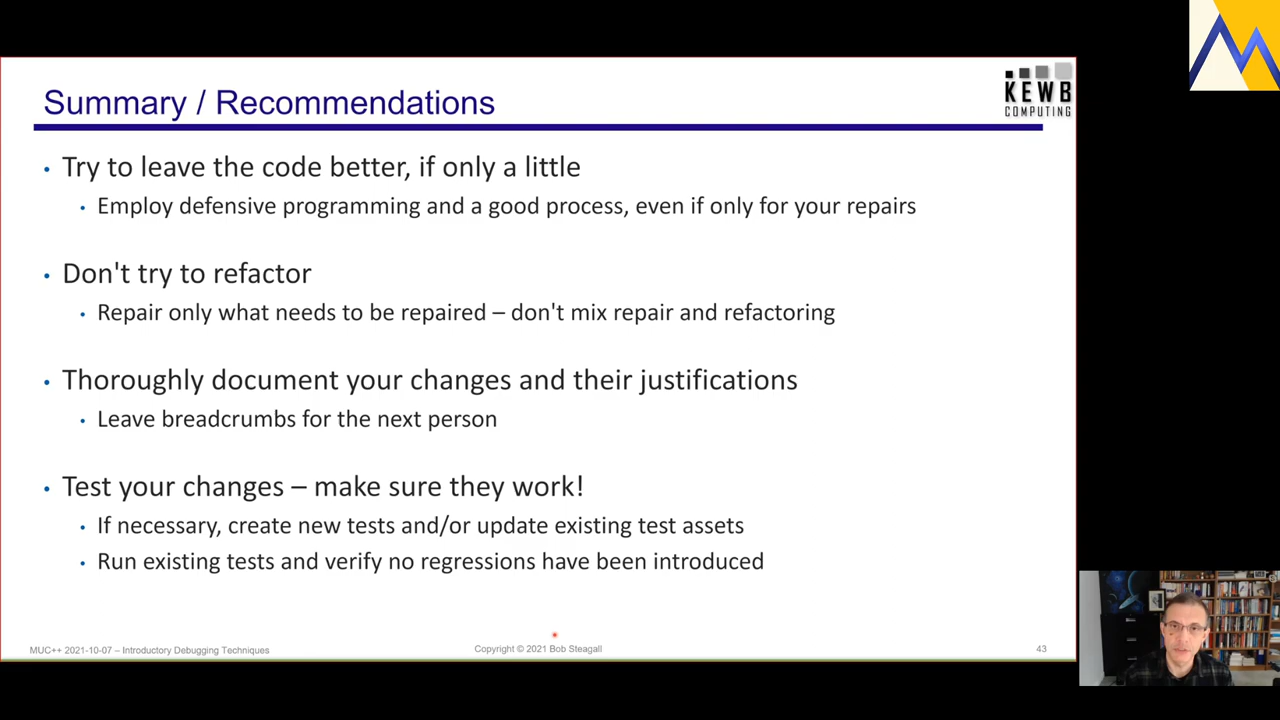 Summary / Recommendations
KEWB
COMPUTING
• Try to leave the code better, if only a little
• Employ defensive programming and a good process, even if only for your repairs
• Don't try to refactor
• Repair only what needs to be repaired – don't mix repair and refactoring
• Thoroughly document your changes and their justifications
• Leave breadcrumbs for the next person
• Test your changes – make sure they work!
• If necessary, create new tests and/or update existing test assets
• Run existing tests and verify no regressions have been introduced
MUC++ 2021-10-07 – Introductory Debugging Techniques
Copyright © 2021 Bob Steagall
43